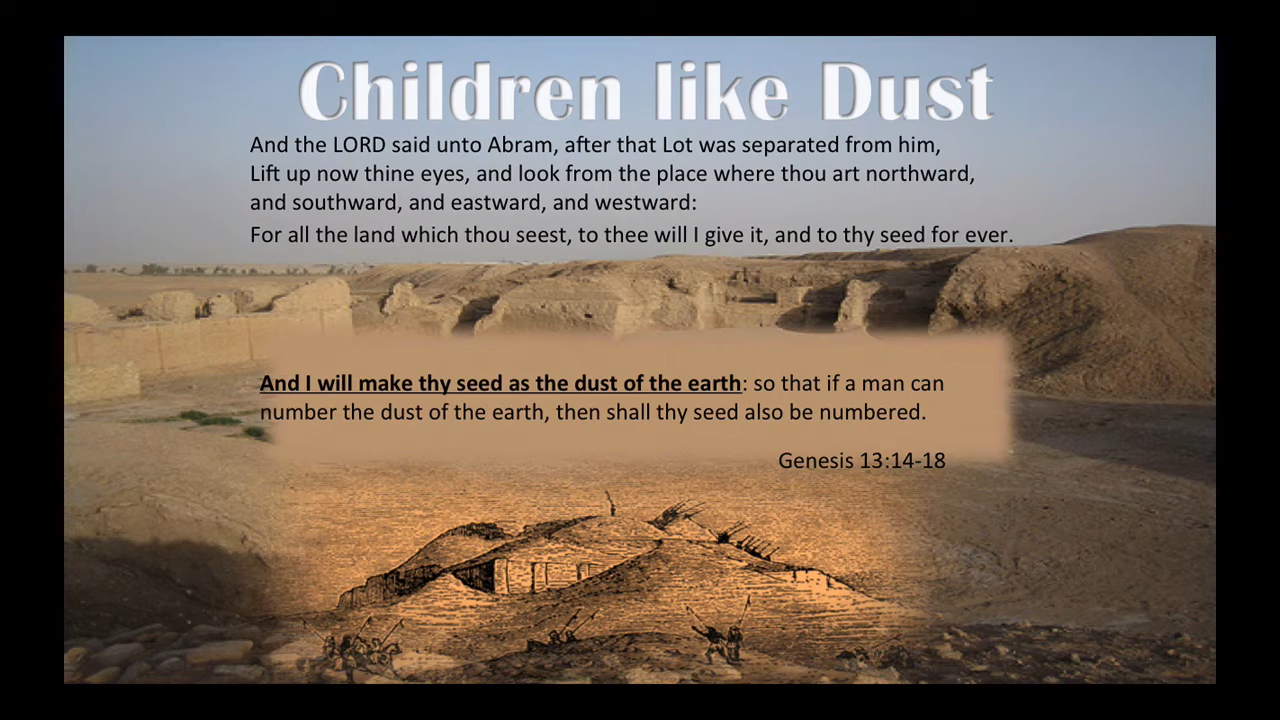 Children like Dust
And the LORD said unto Abram, after that Lot was separated from him,
Lift up now thine eyes, and look from the place where thou art northward,
and southward, and eastward, and westward:
For all the land which thou seest, to thee will I give it, and to thy seed for ever.
And I will make thy seed as the dust of the earth: so that if a man can
number the dust of the earth, then shall thy seed also be numbered.
Genesis 13:14-18